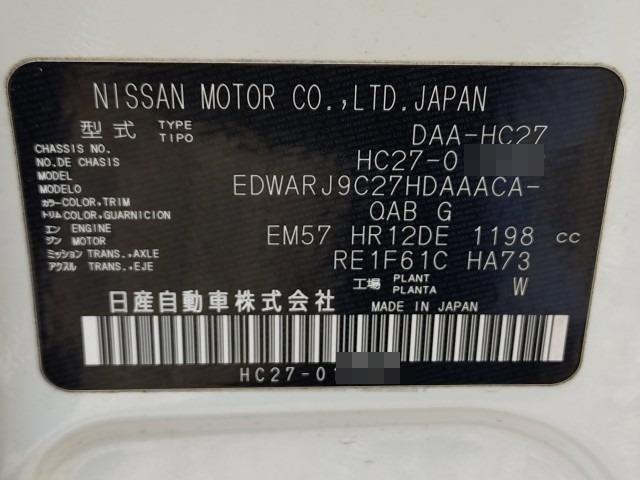 NISSAN MOTOR CO.,LTD.JAPAN
型式 TYPE TIPO DAA-HC27
CHASSIS NO. NO.DE CHASSIS HC27-0
MODEL MODELO EDWARJ9C27HDAAACA-
カラー COLOR,TRIM トリム COLOR,GUARNICION QAB G
エン ENGINE ジン MOTOR EM57 HR12DE 1198 cc
ミッション TRANS.,AXLE アクスル TRANS.,EJE RE1F61C HA73
工場 PLANT PLANTA W
日産自動車株式会社 MADE IN JAPAN
HC27-01